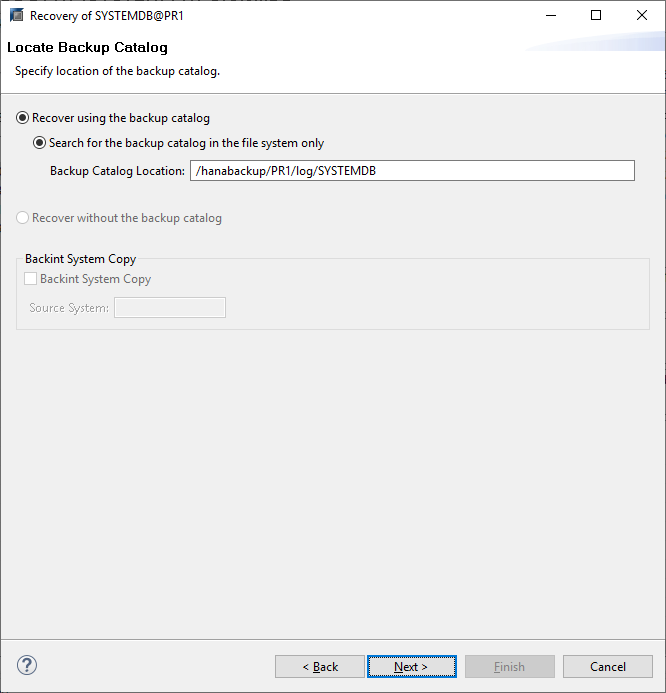 Recovery of SYSTEMDB@PR1
Locate Backup Catalog
Specify location of the backup catalog.
Recover using the backup catalog
Search for the backup catalog in the file system only
Backup Catalog Location: /hanabackup/PR1/log/SYSTEMDB
Recover without the backup catalog
Backint System Copy
Backint System Copy
Source System:
?
< Back Next > Finish Cancel